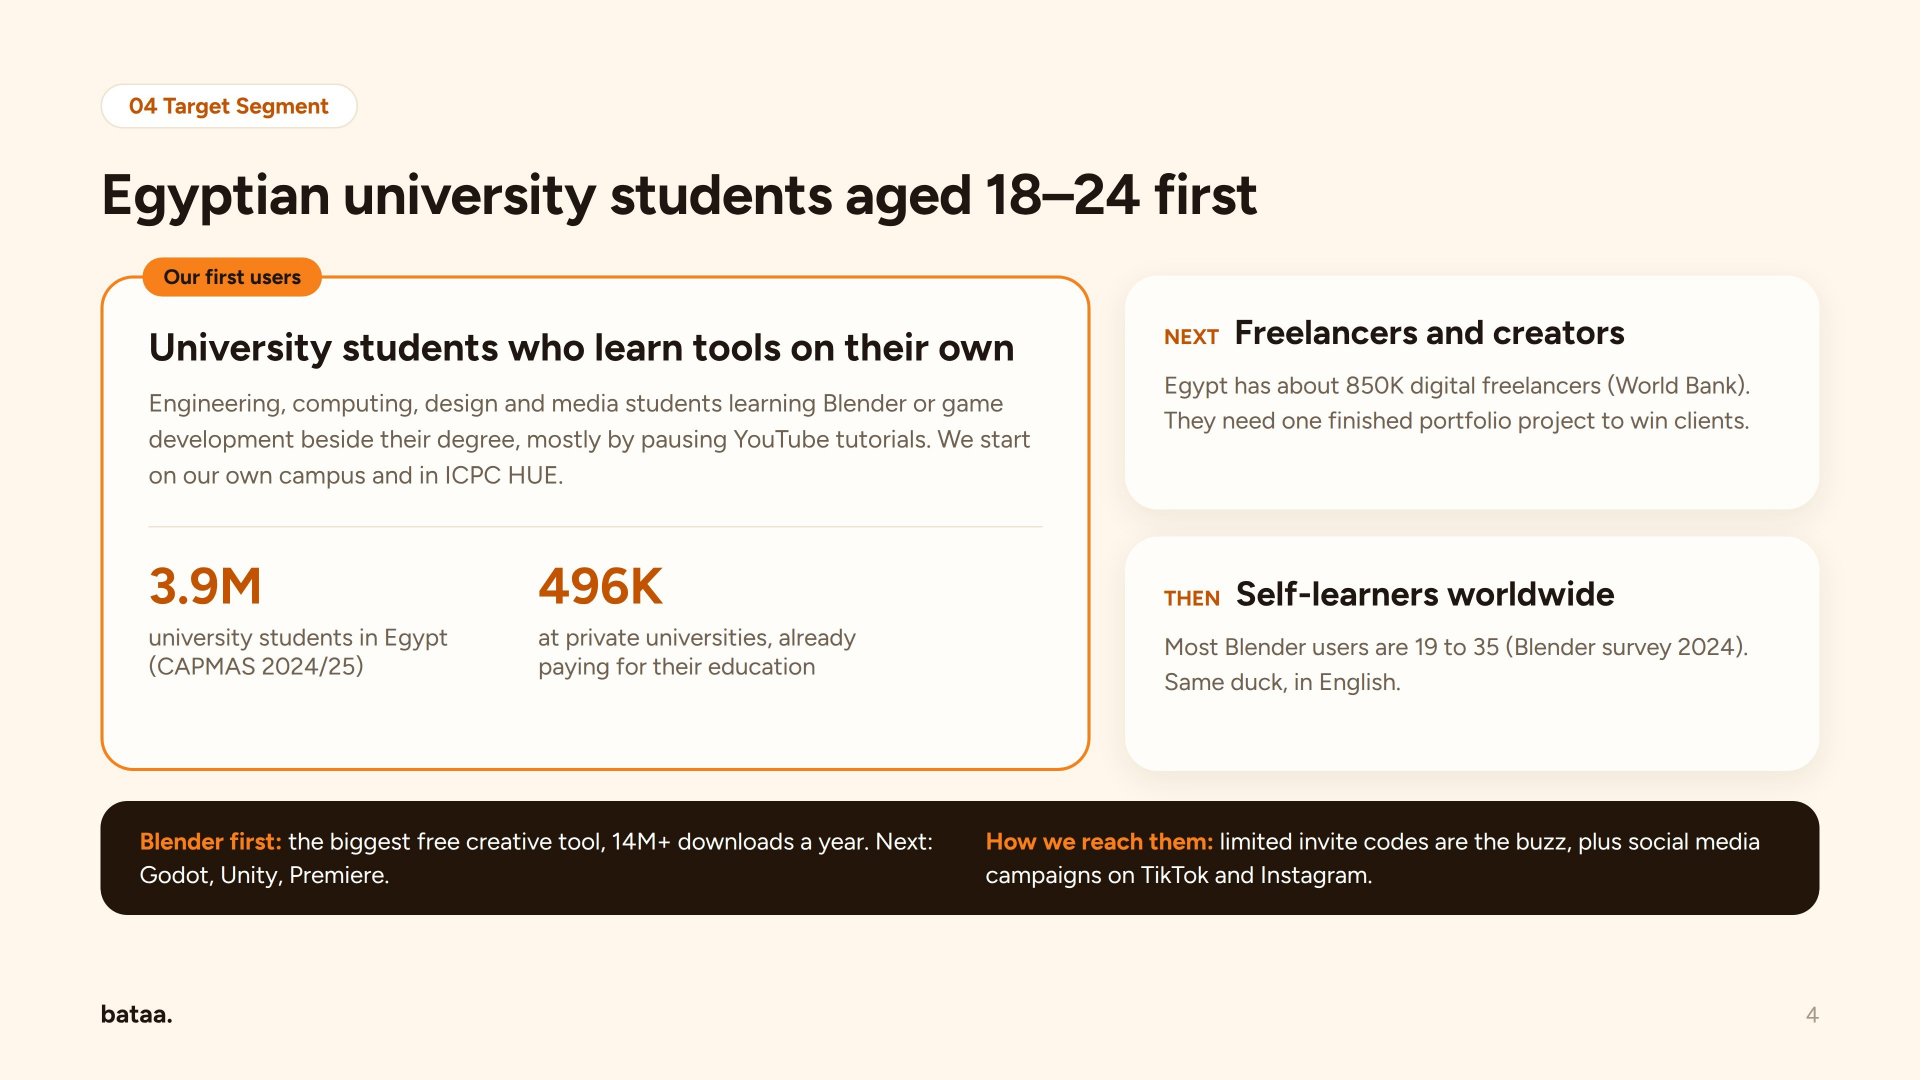 04 Target Segment
Egyptian university students aged 18–24 first
Our first users
University students who learn tools on their own
Engineering, computing, design and media students learning Blender or game
development beside their degree, mostly by pausing YouTube tutorials. We start
on our own campus and in ICPC HUE.
3.9M
university students in Egypt
(CAPMAS 2024/25)
496K
at private universities, already
paying for their education
NEXT Freelancers and creators
Egypt has about 850K digital freelancers (World Bank).
They need one finished portfolio project to win clients.
THEN Self-learners worldwide
Most Blender users are 19 to 35 (Blender survey 2024).
Same duck, in English.
Blender first: the biggest free creative tool, 14M+ downloads a year. Next:
Godot, Unity, Premiere.
How we reach them: limited invite codes are the buzz, plus social media
campaigns on TikTok and Instagram.
bataa.
4